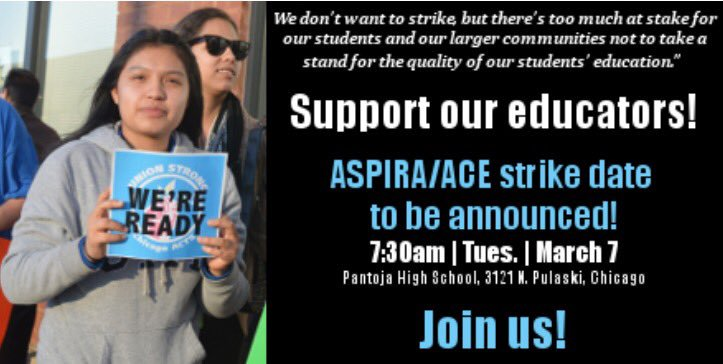 We don't want to strike, but there's too much at stake for
our students and our larger communities not to take a
stand for the quality of our students' education."
Support our educators!
ASPIRA/ACE strike date
to be announced!
7:30am | Tues. | March 7
Pantoja High School, 3121 N. Pulaski, Chicago
Join us!
UNION STRONG
WE'RE
READY
Chicago ACTS